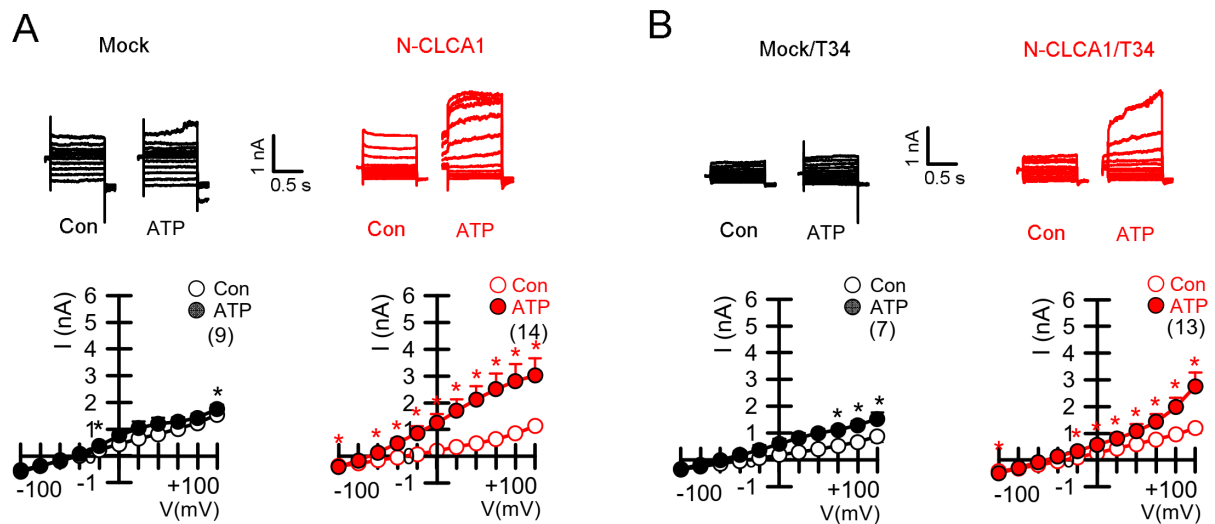 A
Mock
N-CLCA1
1 nA
0.5 s
Con
ATP
Con
ATP
I (nA)
6
5
4
3
2
1
-1
-100
+100
V(mV)
Con
ATP
(9)
*
*
I (nA)
6
5
4
3
2
1
-1
-100
+100
V(mV)
Con
ATP
(14)
* * * * * * * * * *
B
Mock/T34
N-CLCA1/T34
1 nA
0.5 s
Con
ATP
Con
ATP
I (nA)
6
5
4
3
2
1
-1
-100
+100
V(mV)
Con
ATP
(7)
* * *
I (nA)
6
5
4
3
2
1
-1
-100
+100
V(mV)
Con
ATP
(13)
* * * * * * * *